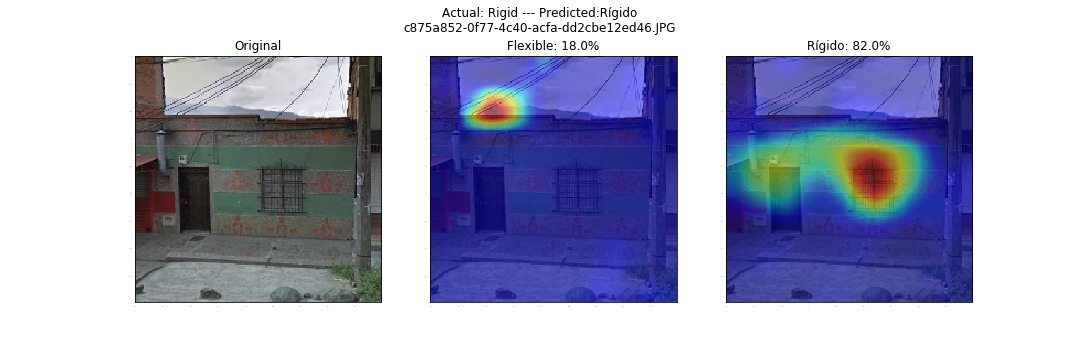 Actual: Rigid --- Predicted:Rígido
c875a852-0f77-4c40-acfa-dd2cbe12ed46.JPG
Original
Flexible: 18.0%
Rígido: 82.0%